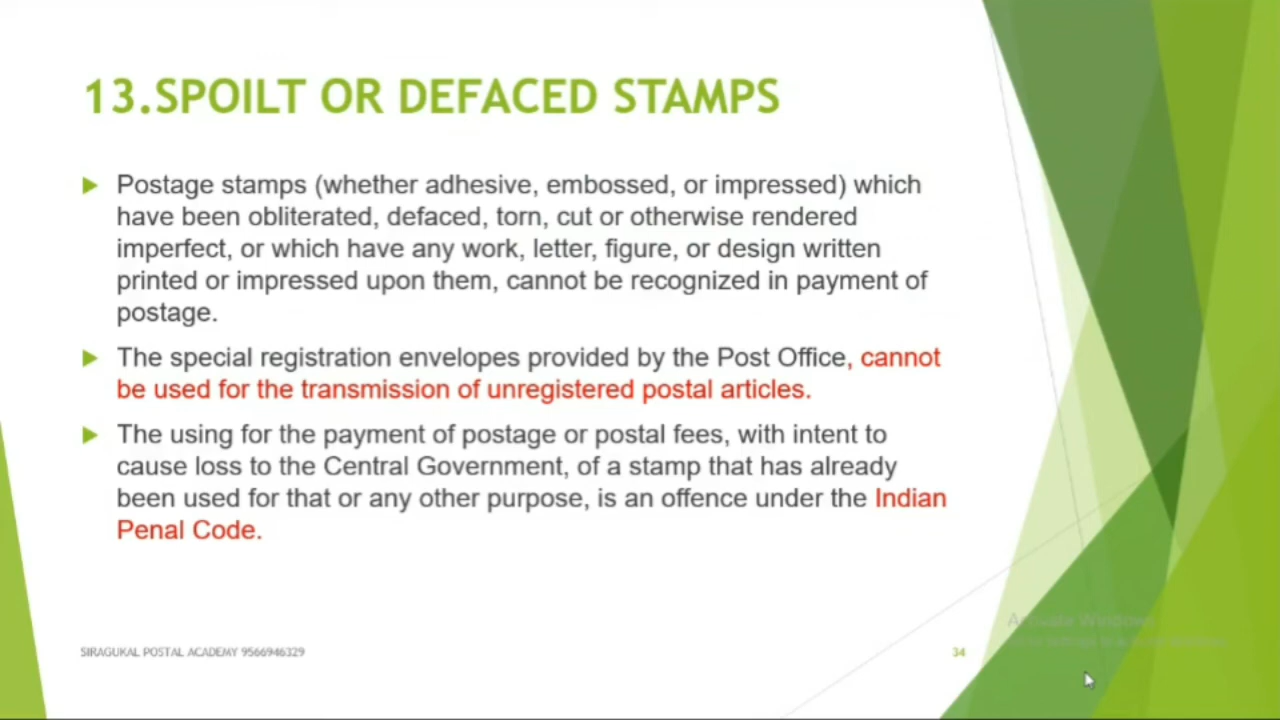 13.SPOILT OR DEFACED STAMPS
Postage stamps (whether adhesive, embossed, or impressed) which
have been obliterated, defaced, torn, cut or otherwise rendered
imperfect, or which have any work, letter, figure, or design written
printed or impressed upon them, cannot be recognized in payment of
postage.
The special registration envelopes provided by the Post Office, cannot
be used for the transmission of unregistered postal articles.
The using for the payment of postage or postal fees, with intent to
cause loss to the Central Government, of a stamp that has already
been used for that or any other purpose, is an offence under the Indian
Penal Code.
SIRAGUKAL POSTAL ACADEMY 9566946329
34
Activate Windows